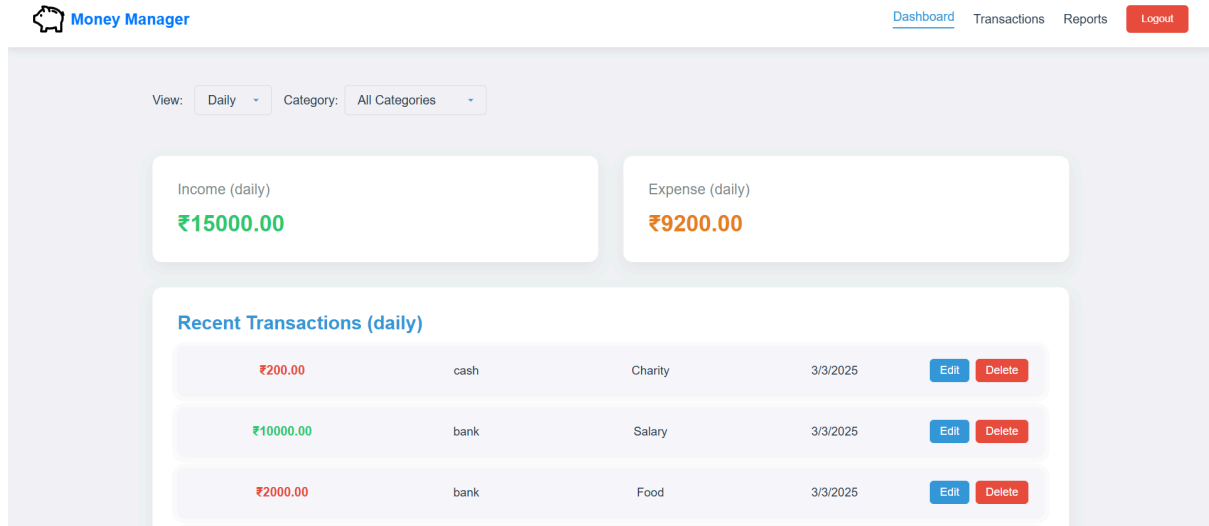 Money Manager
Dashboard Transactions Reports Logout
View: Daily Category: All Categories
Income (daily)
₹15000.00
Expense (daily)
₹9200.00
Recent Transactions (daily)
₹200.00 cash Charity 3/3/2025 Edit Delete
₹10000.00 bank Salary 3/3/2025 Edit Delete
₹2000.00 bank Food 3/3/2025 Edit Delete